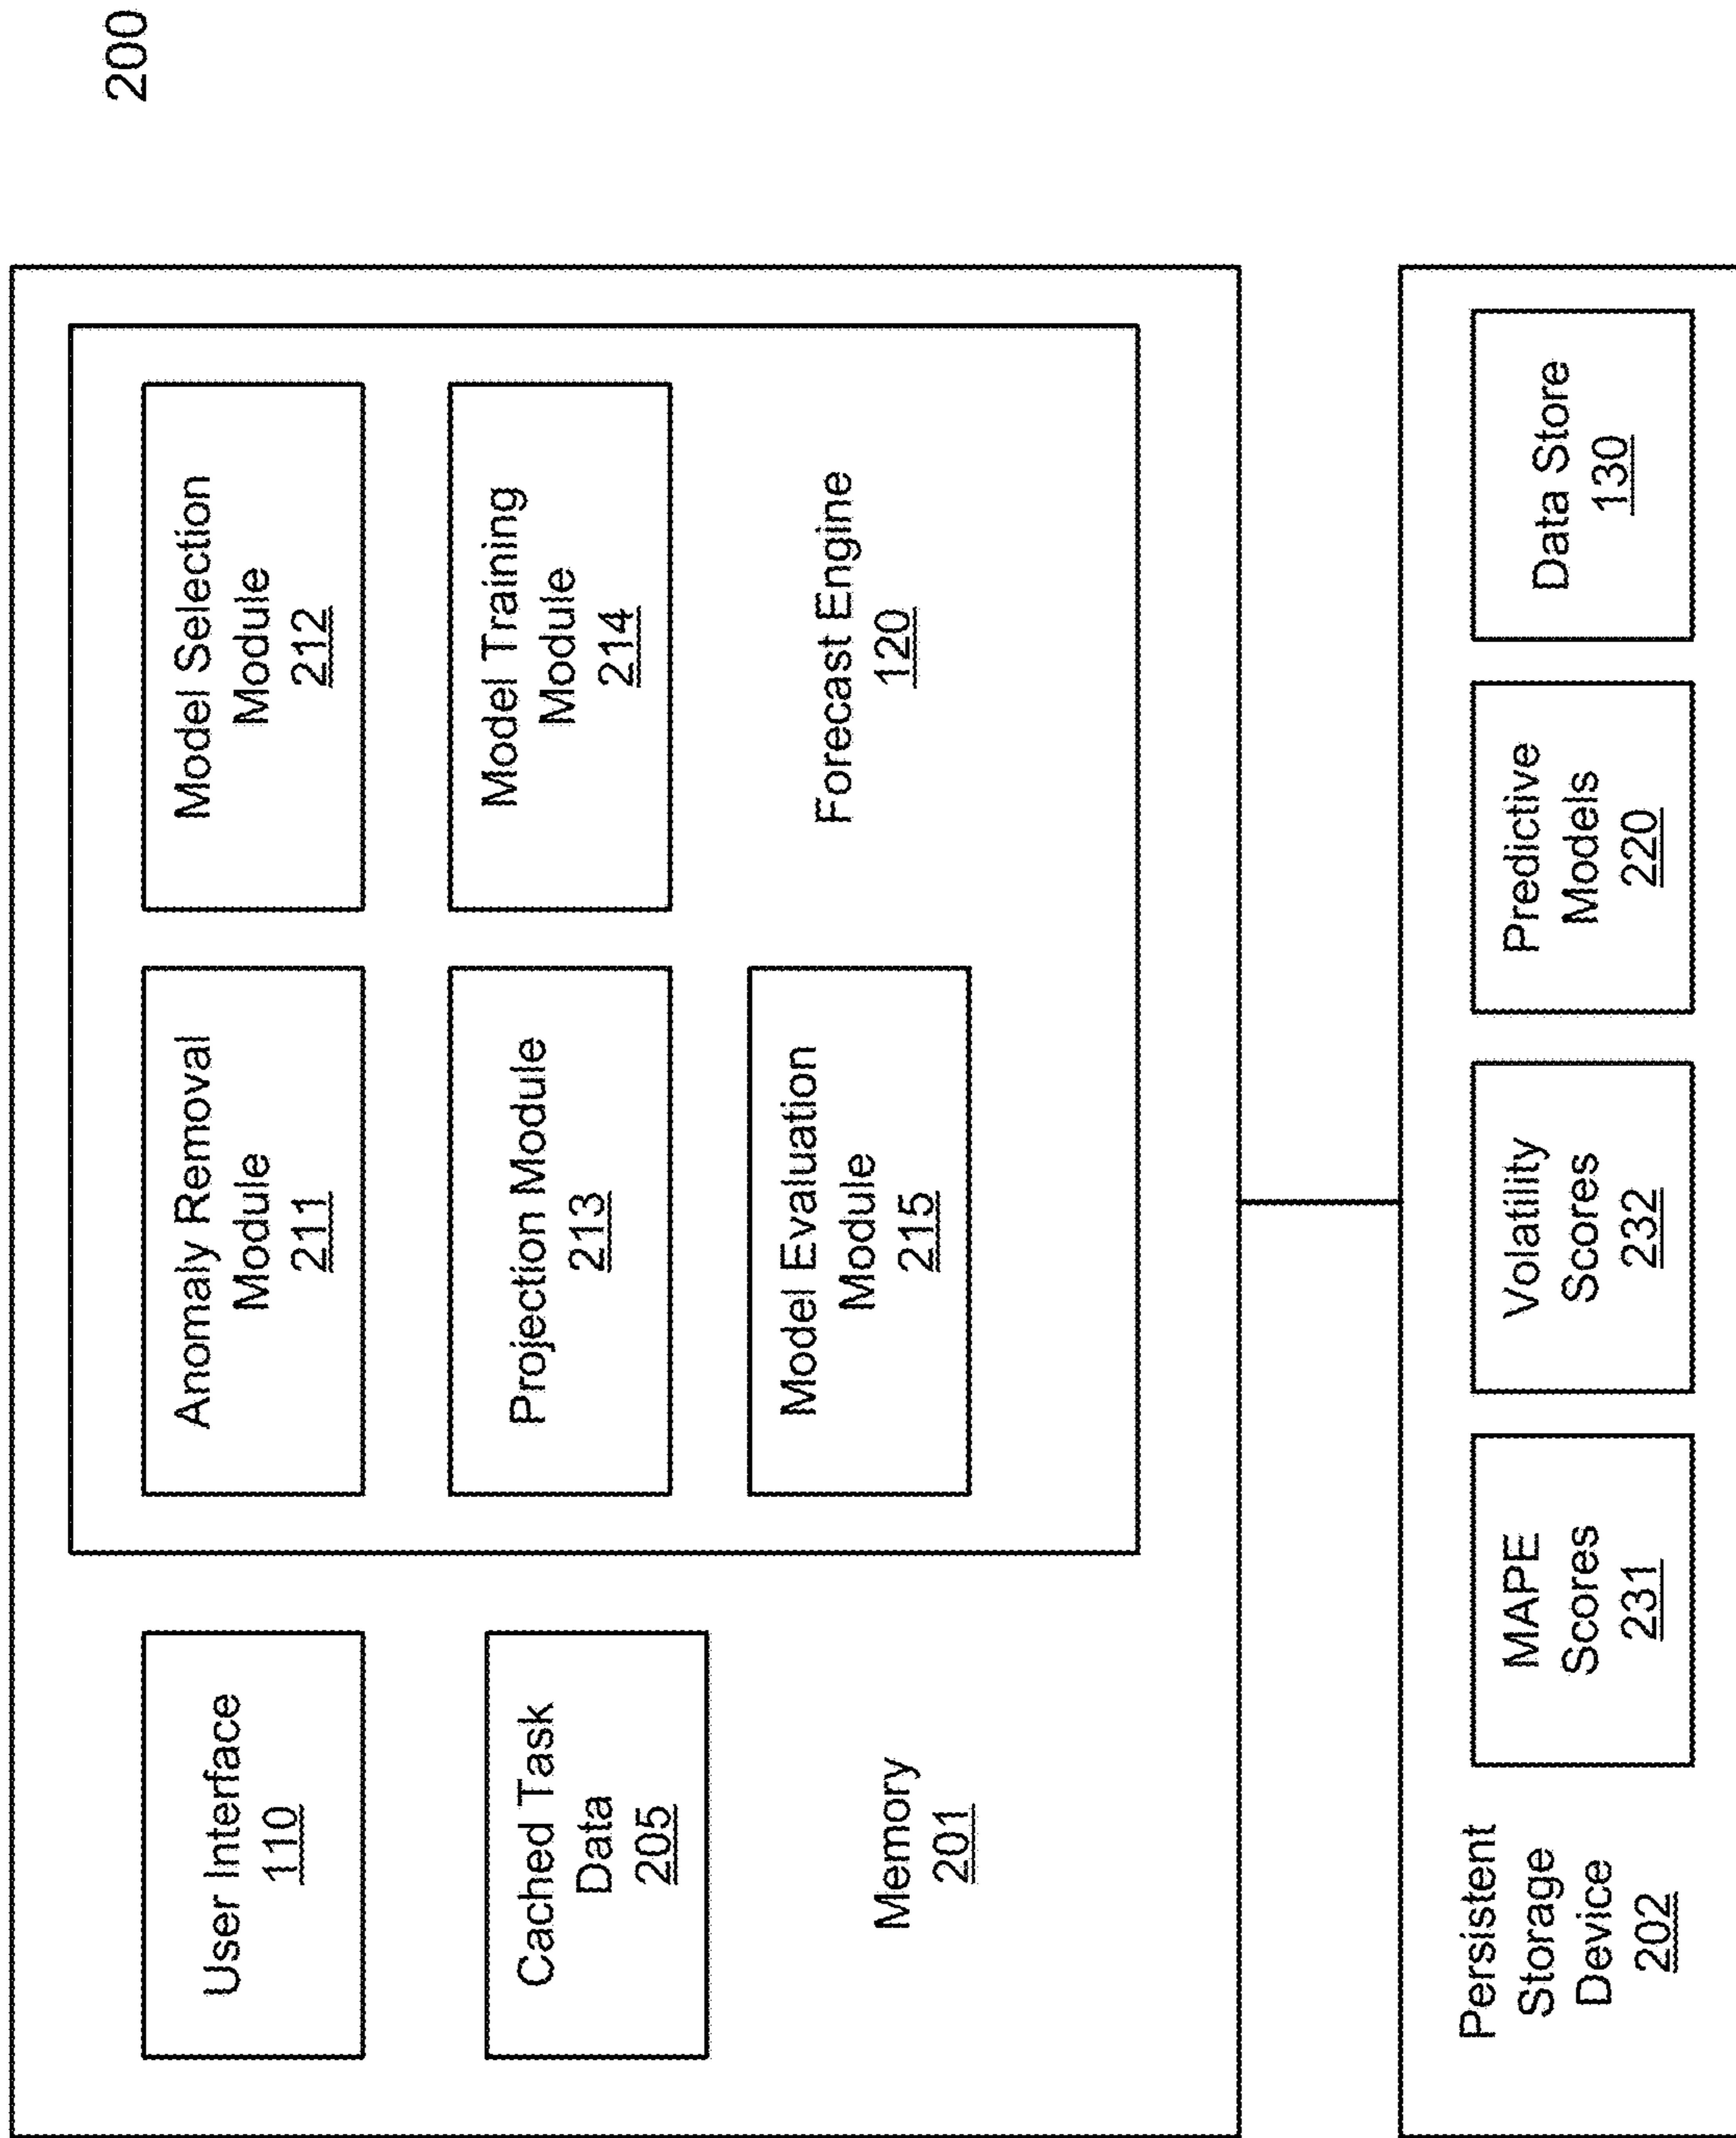 200
User Interface
110
Cached Task
Data
205
Memory
201
Anomaly Removal
Module
211
Model Selection
Module
212
Projection Module
213
Model Training
Module
214
Model Evaluation
Module
215
Forecast Engine
120
Persistent
Storage
Device
202
MAPE
Scores
231
Volatility
Scores
232
Predictive
Models
220
Data Store
130